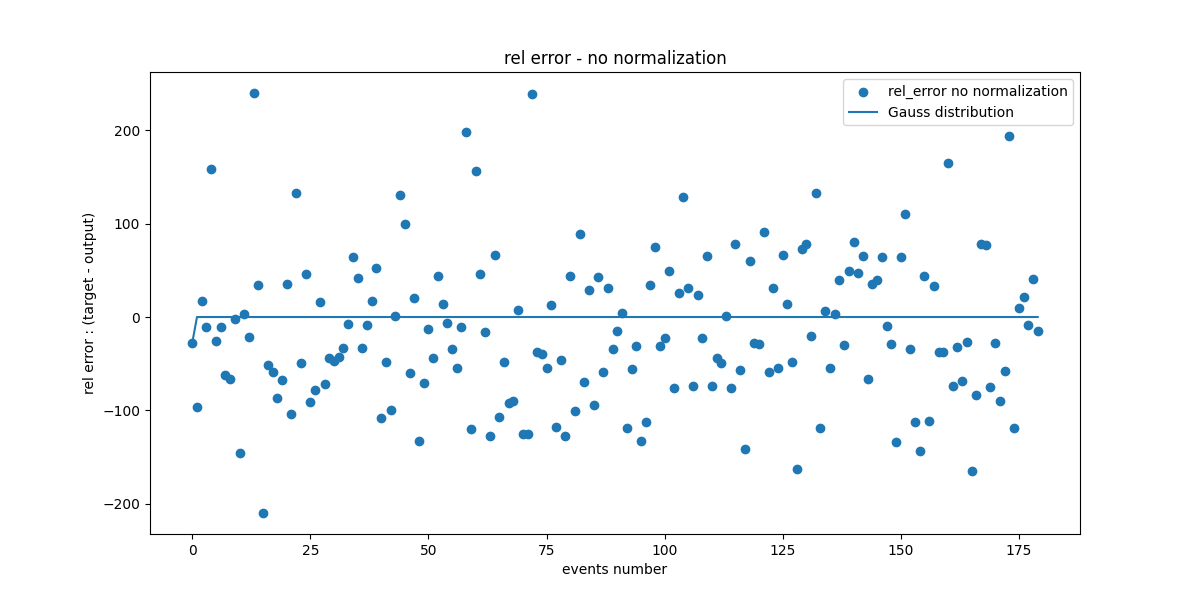 rel error - no normalization
rel_error no normalization
Gauss distribution
rel error : (target - output)
200
100
0
−100
−200
0 25 50 75 100 125 150 175
events number